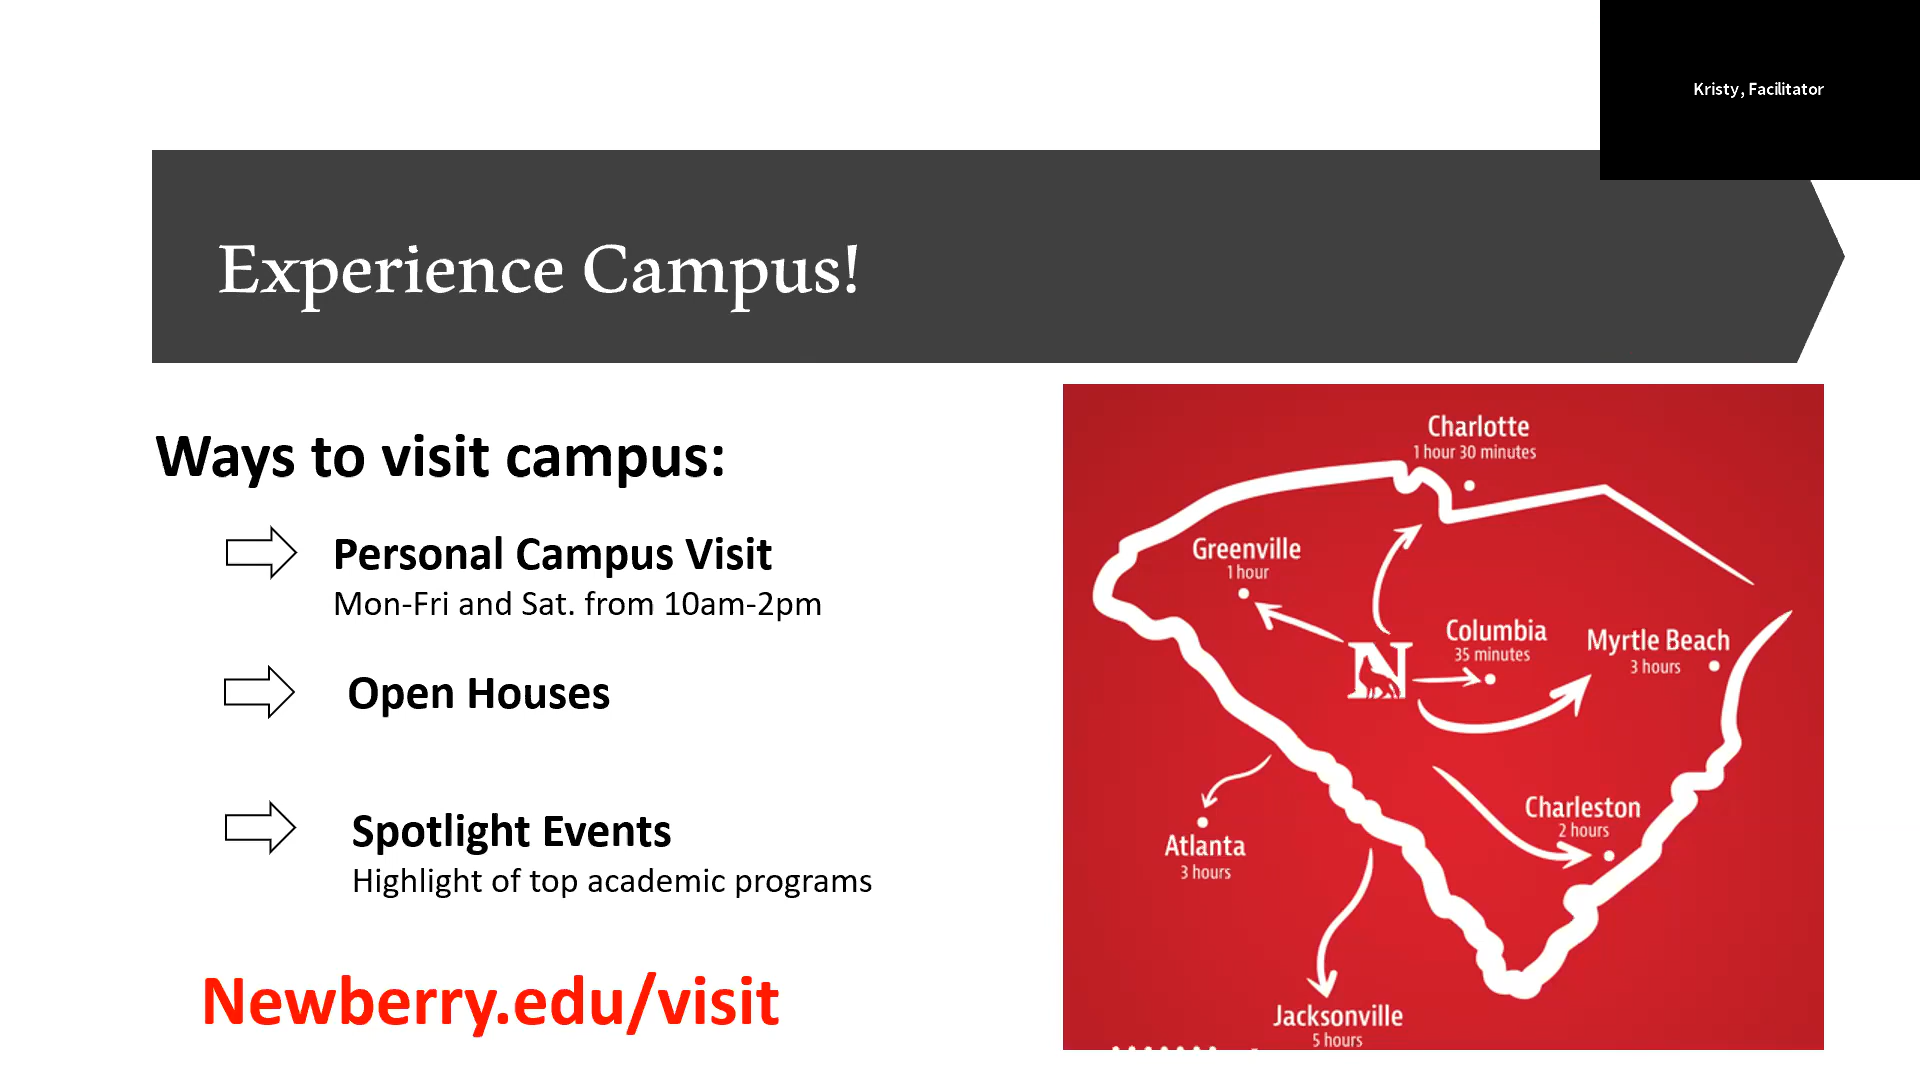 Kristy, Facilitator
Experience Campus!
Ways to visit campus:
Personal Campus Visit
Mon-Fri and Sat. from 10am-2pm
Open Houses
Spotlight Events
Highlight of top academic programs
Newberry.edu/visit
Charlotte
1 hour 30 minutes
Greenville
1 hour
N
Columbia
35 minutes
Myrtle Beach
3 hours
Charleston
2 hours
Atlanta
3 hours
Jacksonville
5 hours